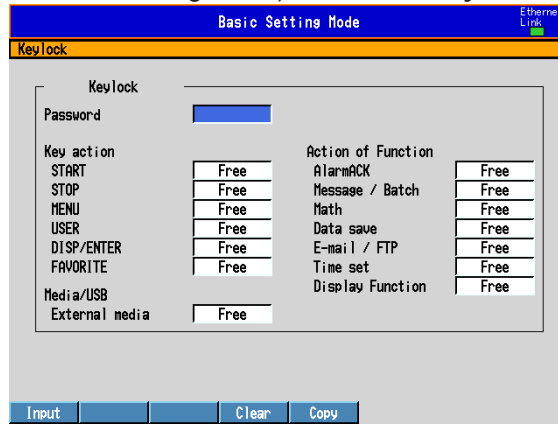 Basic Setting Mode
Etherne
Link
Keylock
Keylock
Password
Key action
START Free
STOP Free
MENU Free
USER Free
DISP/ENTER Free
FAVORITE Free
Media/USB
External media Free
Action of Function
AlarmACK Free
Message / Batch Free
Math Free
Data save Free
E-mail / FTP Free
Time set Free
Display Function Free
Input Clear Copy